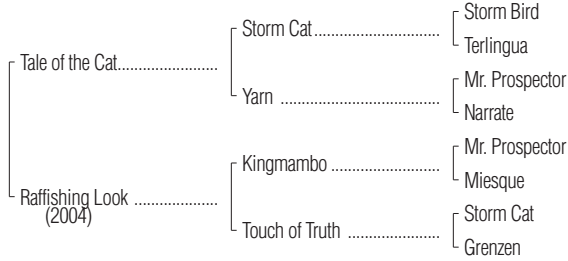 Storm Bird
Storm Cat........................................
Terlingua
Tale of the Cat........................
Mr. Prospector
Yarn ................................................
Narrate
Mr. Prospector
Kingmambo .................................
Miesque
Raffishing Look ....................
(2004)
Storm Cat
Touch of Truth ............................
Grenzen